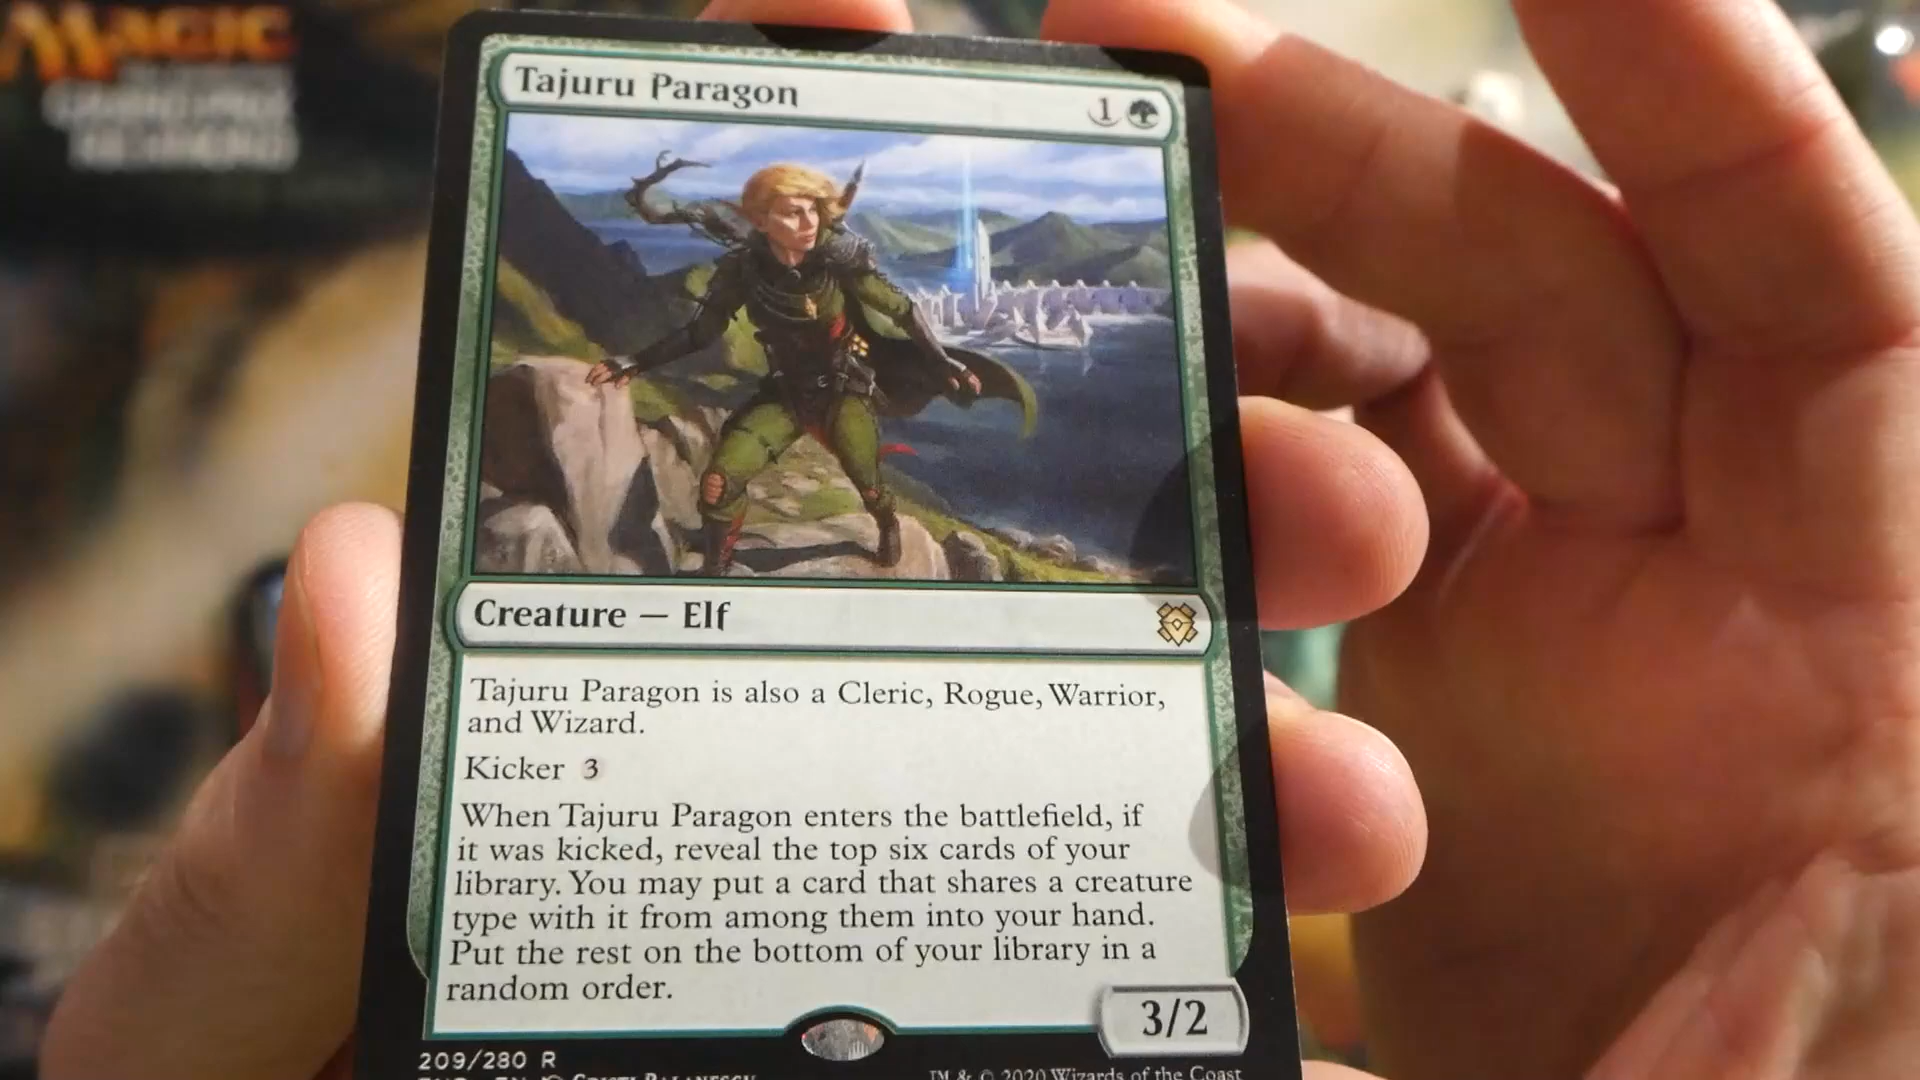 MAGIC
Tajuru Paragon
1
Creature — Elf
Tajuru Paragon is also a Cleric, Rogue, Warrior,
and Wizard.
Kicker 3
When Tajuru Paragon enters the battlefield, if
it was kicked, reveal the top six cards of your
library. You may put a card that shares a creature
type with it from among them into your hand.
Put the rest on the bottom of your library in a
random order.
3/2
209/280 R
™ & © 2020 Wizards of the Coast